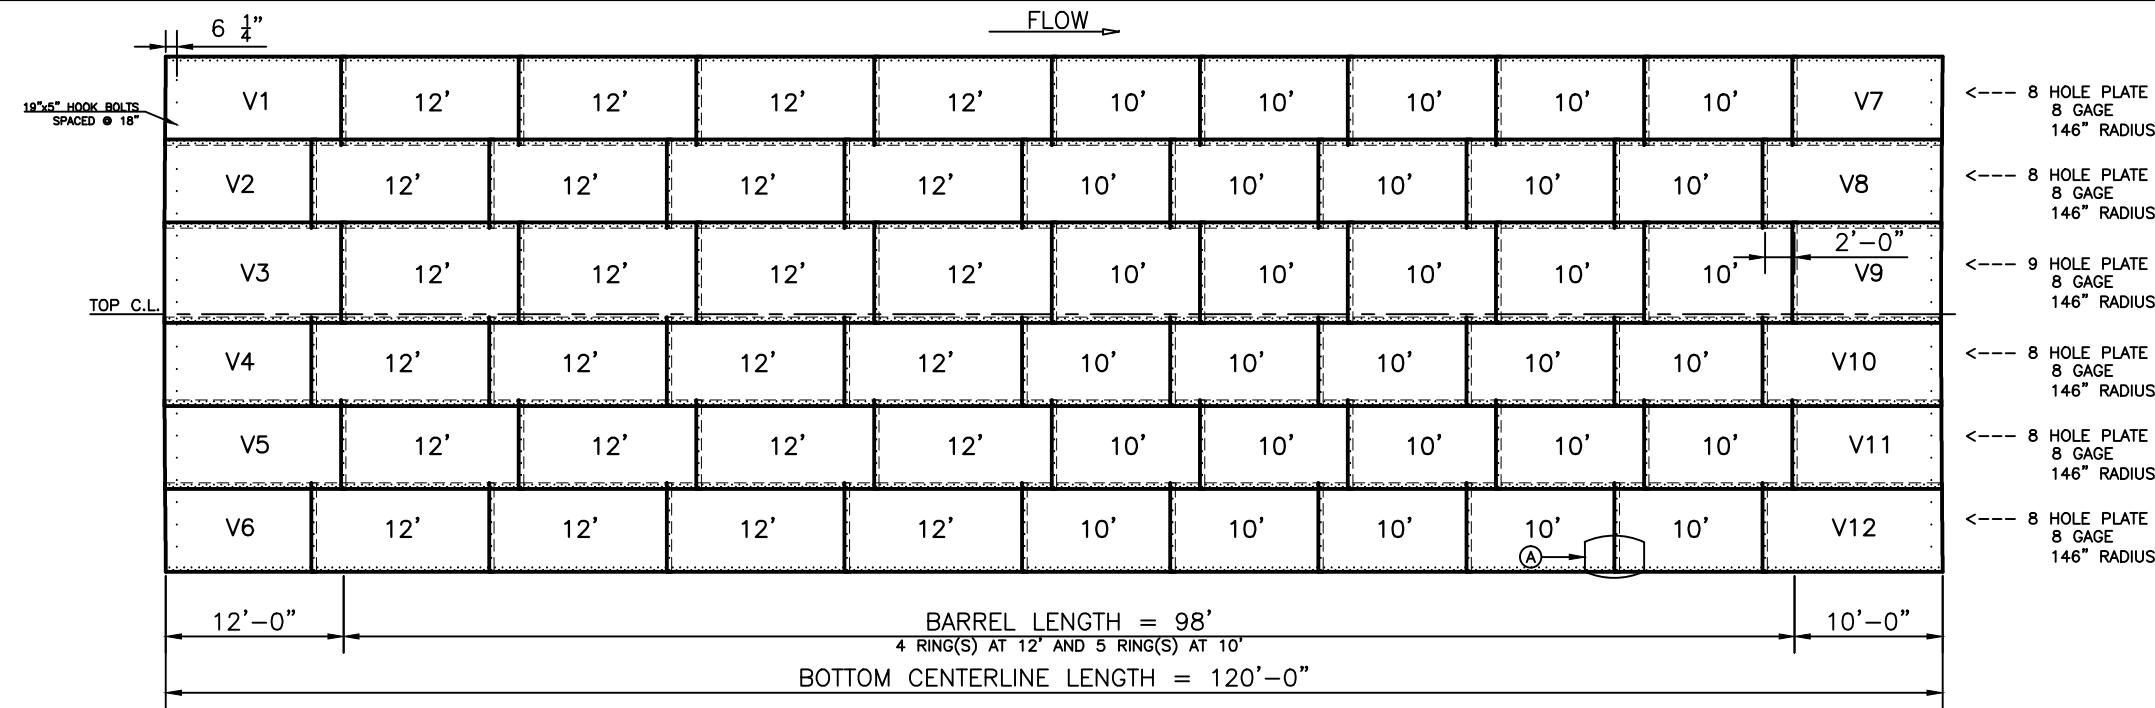 6 1/4"
FLOW
19"x5" HOOK BOLTS
SPACED @ 18"
V1 12' 12' 12' 12' 10' 10' 10' 10' 10' V7
<--- 8 HOLE PLATE
8 GAGE
146" RADIUS
V2 12' 12' 12' 12' 10' 10' 10' 10' 10' V8
<--- 8 HOLE PLATE
8 GAGE
146" RADIUS
2'-0"
V3 12' 12' 12' 12' 10' 10' 10' 10' 10' V9
<--- 9 HOLE PLATE
8 GAGE
146" RADIUS
TOP C.L.
V4 12' 12' 12' 12' 10' 10' 10' 10' 10' V10
<--- 8 HOLE PLATE
8 GAGE
146" RADIUS
V5 12' 12' 12' 12' 10' 10' 10' 10' 10' V11
<--- 8 HOLE PLATE
8 GAGE
146" RADIUS
V6 12' 12' 12' 12' 10' 10' 10' 10' 10' V12
<--- 8 HOLE PLATE
8 GAGE
146" RADIUS
A
12'-0"
BARREL LENGTH = 98'
10'-0"
4 RING(S) AT 12' AND 5 RING(S) AT 10'
BOTTOM CENTERLINE LENGTH = 120'-0"